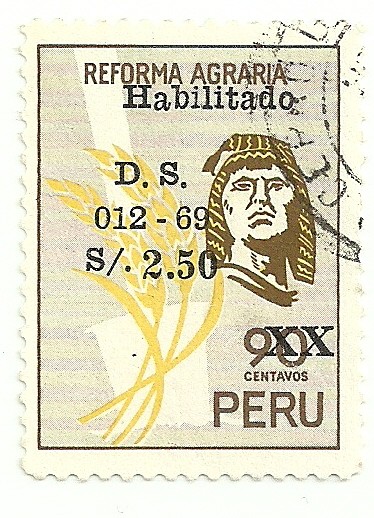 REFORMA AGRARIA
Habilitado
D. S.
012 - 69
S/. 2.50
90 XX
CENTAVOS
PERU